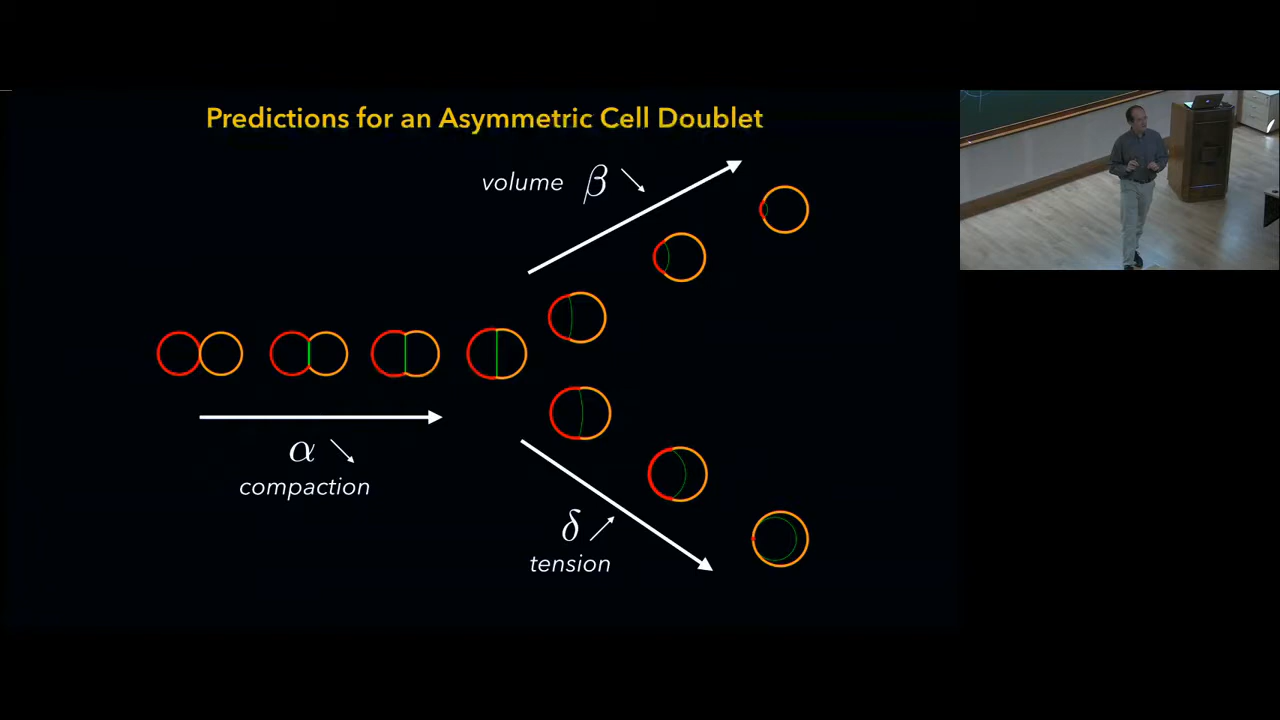 Predictions for an Asymmetric Cell Doublet
volume β ↘
α ↘
compaction
δ ↗
tension